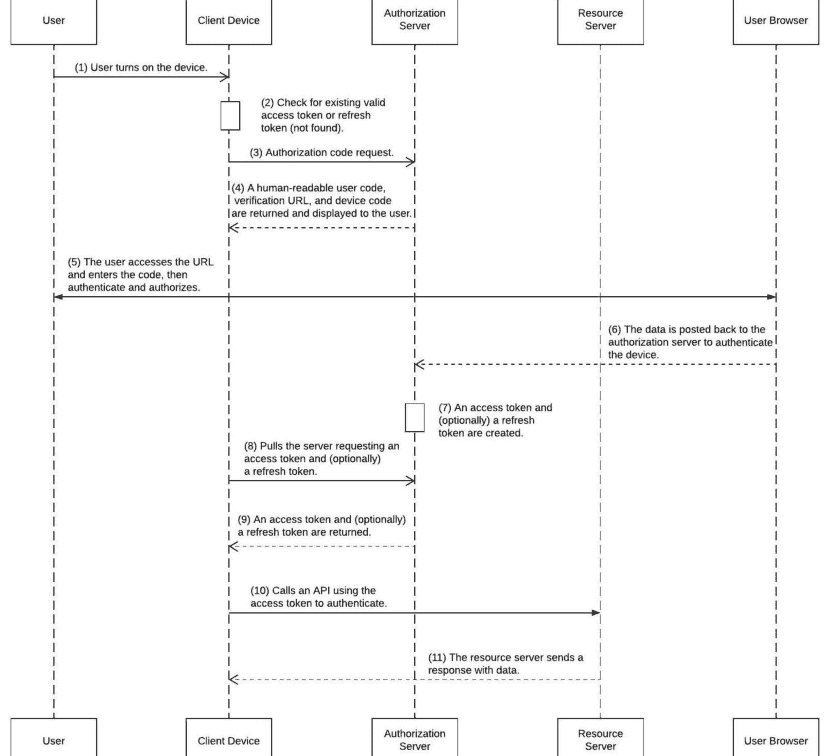 User
Client Device
Authorization
Server
Resource
Server
User Browser
(1) User turns on the device.
(2) Check for existing valid
access token or refresh
token (not found).
(3) Authorization code request.
(4) A human-readable user code,
verification URL, and device code
are returned and displayed to the user.
(5) The user accesses the URL
and enters the code, then
authenticate and authorizes.
(6) The data is posted back to the
authorization server to authenticate
the device.
(7) An access token and
(optionally) a refresh
token are created.
(8) Pulls the server requesting an
access token and (optionally)
a refresh token.
(9) An access token and (optionally)
a refresh token are returned.
(10) Calls an API using the
access token to authenticate.
(11) The resource server sends a
response with data.
User
Client Device
Authorization
Server
Resource
Server
User Browser